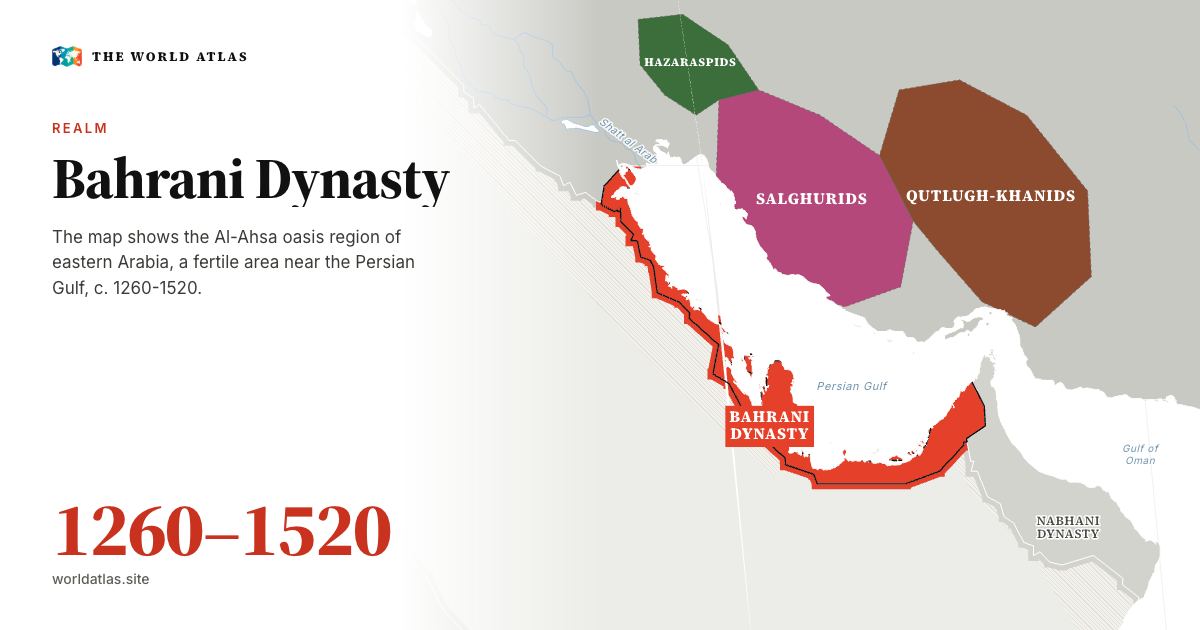 THE WORLD ATLAS
REALM
Bahrani Dynasty
The map shows the Al-Ahsa oasis region of
eastern Arabia, a fertile area near the Persian
Gulf, c. 1260-1520.
1260–1520
worldatlas.site
HAZARASPIDS
Shatt al Arab
SALGHURIDS
QUTLUGH-KHANIDS
Persian Gulf
BAHRANI
DYNASTY
Gulf of
Oman
NABHANI
DYNASTY